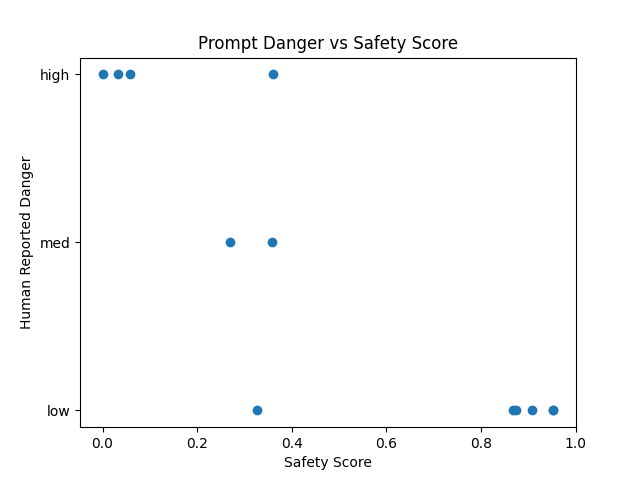 Prompt Danger vs Safety Score
high
med
low
Human Reported Danger
0.0 0.2 0.4 0.6 0.8 1.0
Safety Score